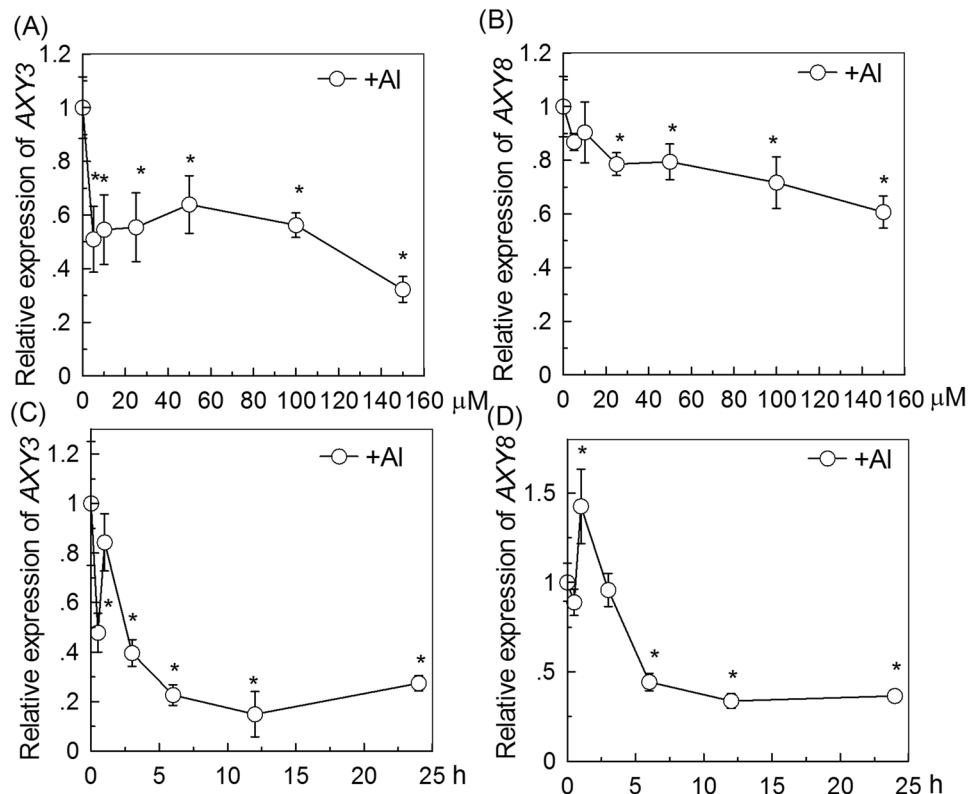 (A)
Relative expression of AXY3
1.2
1
.8
.6
.4
.2
0
+Al
* * * * * *
0 20 40 60 80 100 120 140 160 μM
(B)
Relative expression of AXY8
1.2
1
.8
.6
.4
.2
0
+Al
* * * *
0 20 40 60 80 100 120 140 160 μM
(C)
Relative expression of AXY3
1.2
1
.8
.6
.4
.2
0
+Al
* * * * *
0 5 10 15 20 25 h
(D)
Relative expression of AXY8
1.5
1.0
0.5
0
+Al
* * * *
0 5 10 15 20 25 h